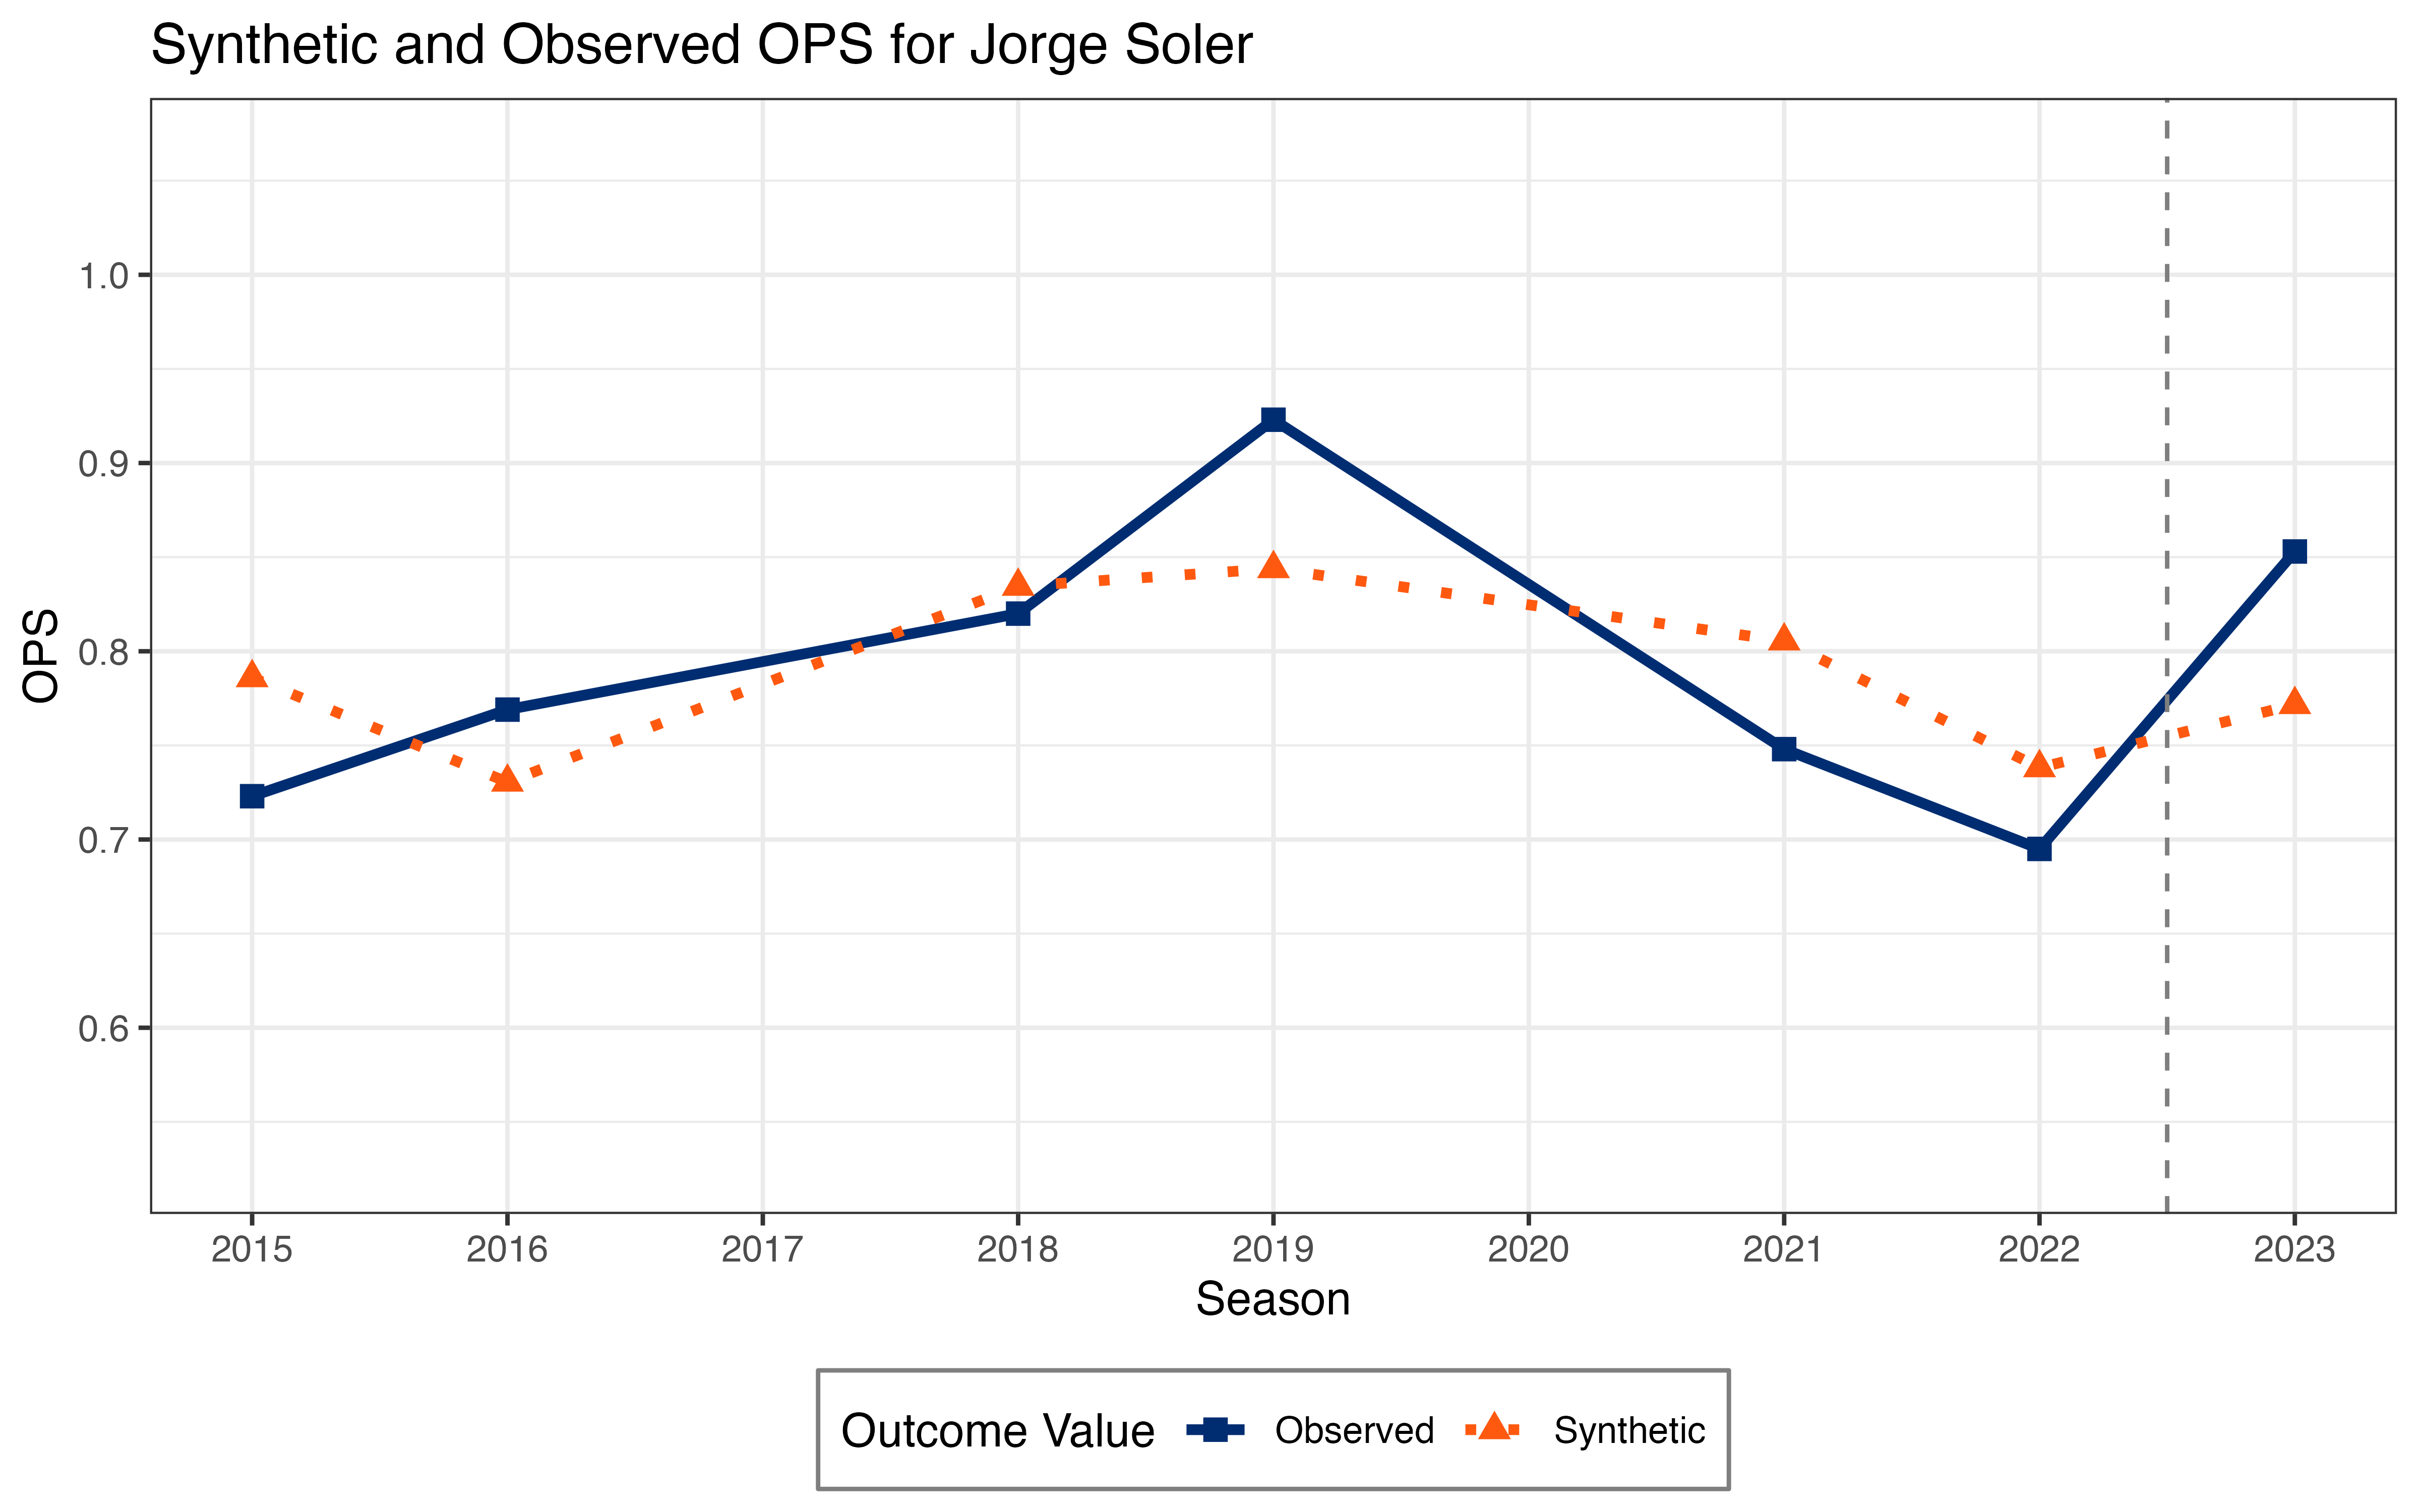 Synthetic and Observed OPS for Jorge Soler
OPS
1.0
0.9
0.8
0.7
0.6
2015 2016 2017 2018 2019 2020 2021 2022 2023
Season
Outcome Value Observed Synthetic